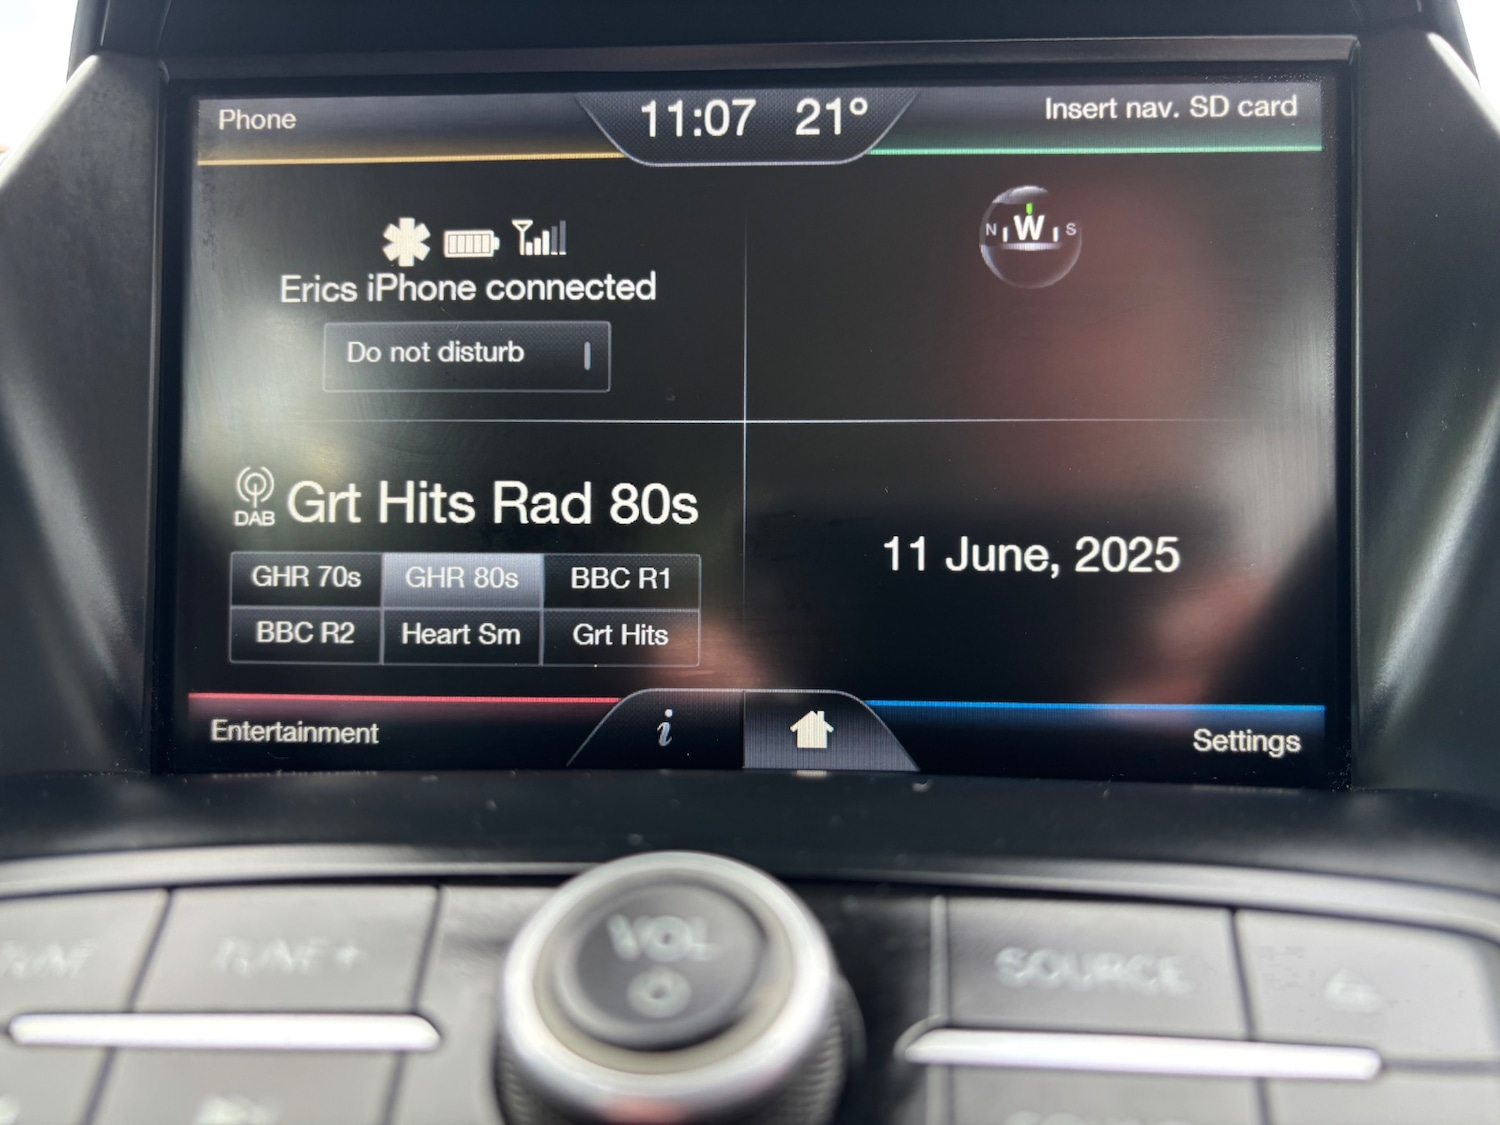 Phone
11:07 21°
Insert nav. SD card
N W S
Erics iPhone connected
Do not disturb
DAB
Grt Hits Rad 80s
GHR 70s GHR 80s BBC R1
BBC R2 Heart Sm Grt Hits
11 June, 2025
Entertainment
i
Settings
TUNE TUNE+
VOL
SOURCE